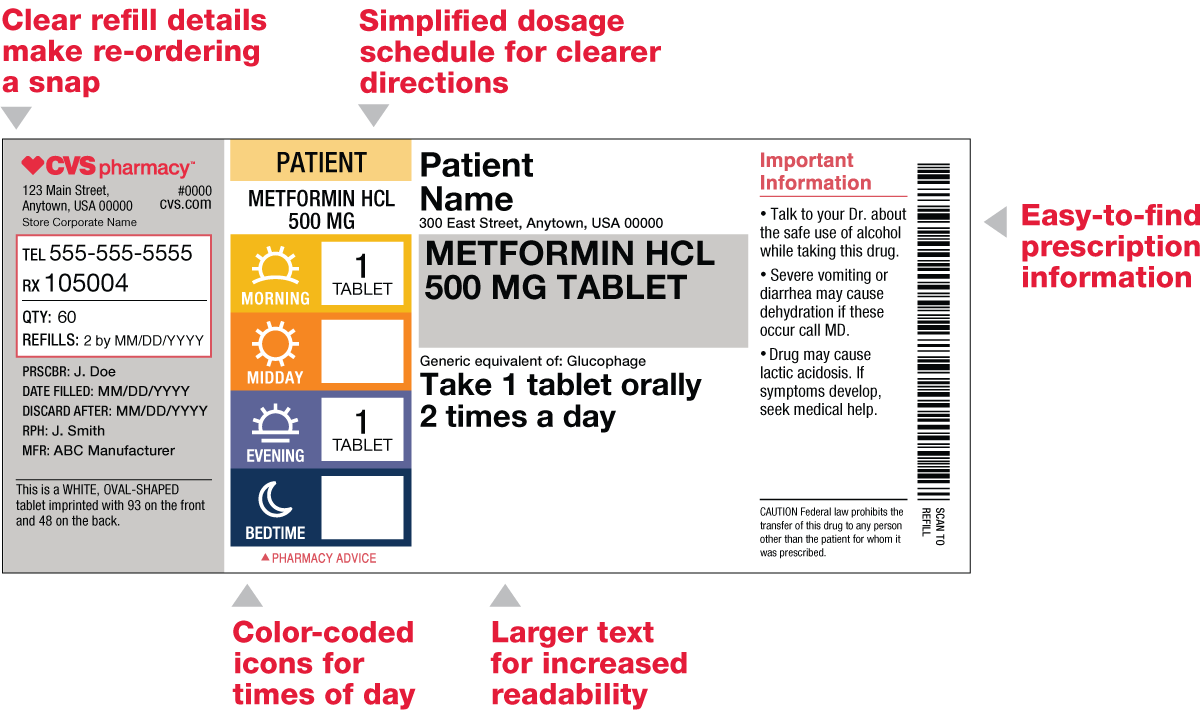 Clear refill details
make re-ordering
a snap
Simplified dosage
schedule for clearer
directions
CVS pharmacy™
123 Main Street, #0000
Anytown, USA 00000 cvs.com
Store Corporate Name
TEL 555-555-5555
RX 105004
QTY: 60
REFILLS: 2 by MM/DD/YYYY
PRSCBR: J. Doe
DATE FILLED: MM/DD/YYYY
DISCARD AFTER: MM/DD/YYYY
RPH: J. Smith
MFR: ABC Manufacturer
This is a WHITE, OVAL-SHAPED
tablet imprinted with 93 on the front
and 48 on the back.
PATIENT
METFORMIN HCL
500 MG
MORNING
1
TABLET
MIDDAY
EVENING
1
TABLET
BEDTIME
PHARMACY ADVICE
Patient
Name
300 East Street, Anytown, USA 00000
METFORMIN HCL
500 MG TABLET
Generic equivalent of: Glucophage
Take 1 tablet orally
2 times a day
Important
Information
• Talk to your Dr. about
the safe use of alcohol
while taking this drug.
• Severe vomiting or
diarrhea may cause
dehydration if these
occur call MD.
• Drug may cause
lactic acidosis. If
symptoms develop,
seek medical help.
CAUTION Federal law prohibits the
transfer of this drug to any person
other than the patient for whom it
was prescribed.
SCAN TO
REFILL
Easy-to-find
prescription
information
Color-coded
icons for
times of day
Larger text
for increased
readability